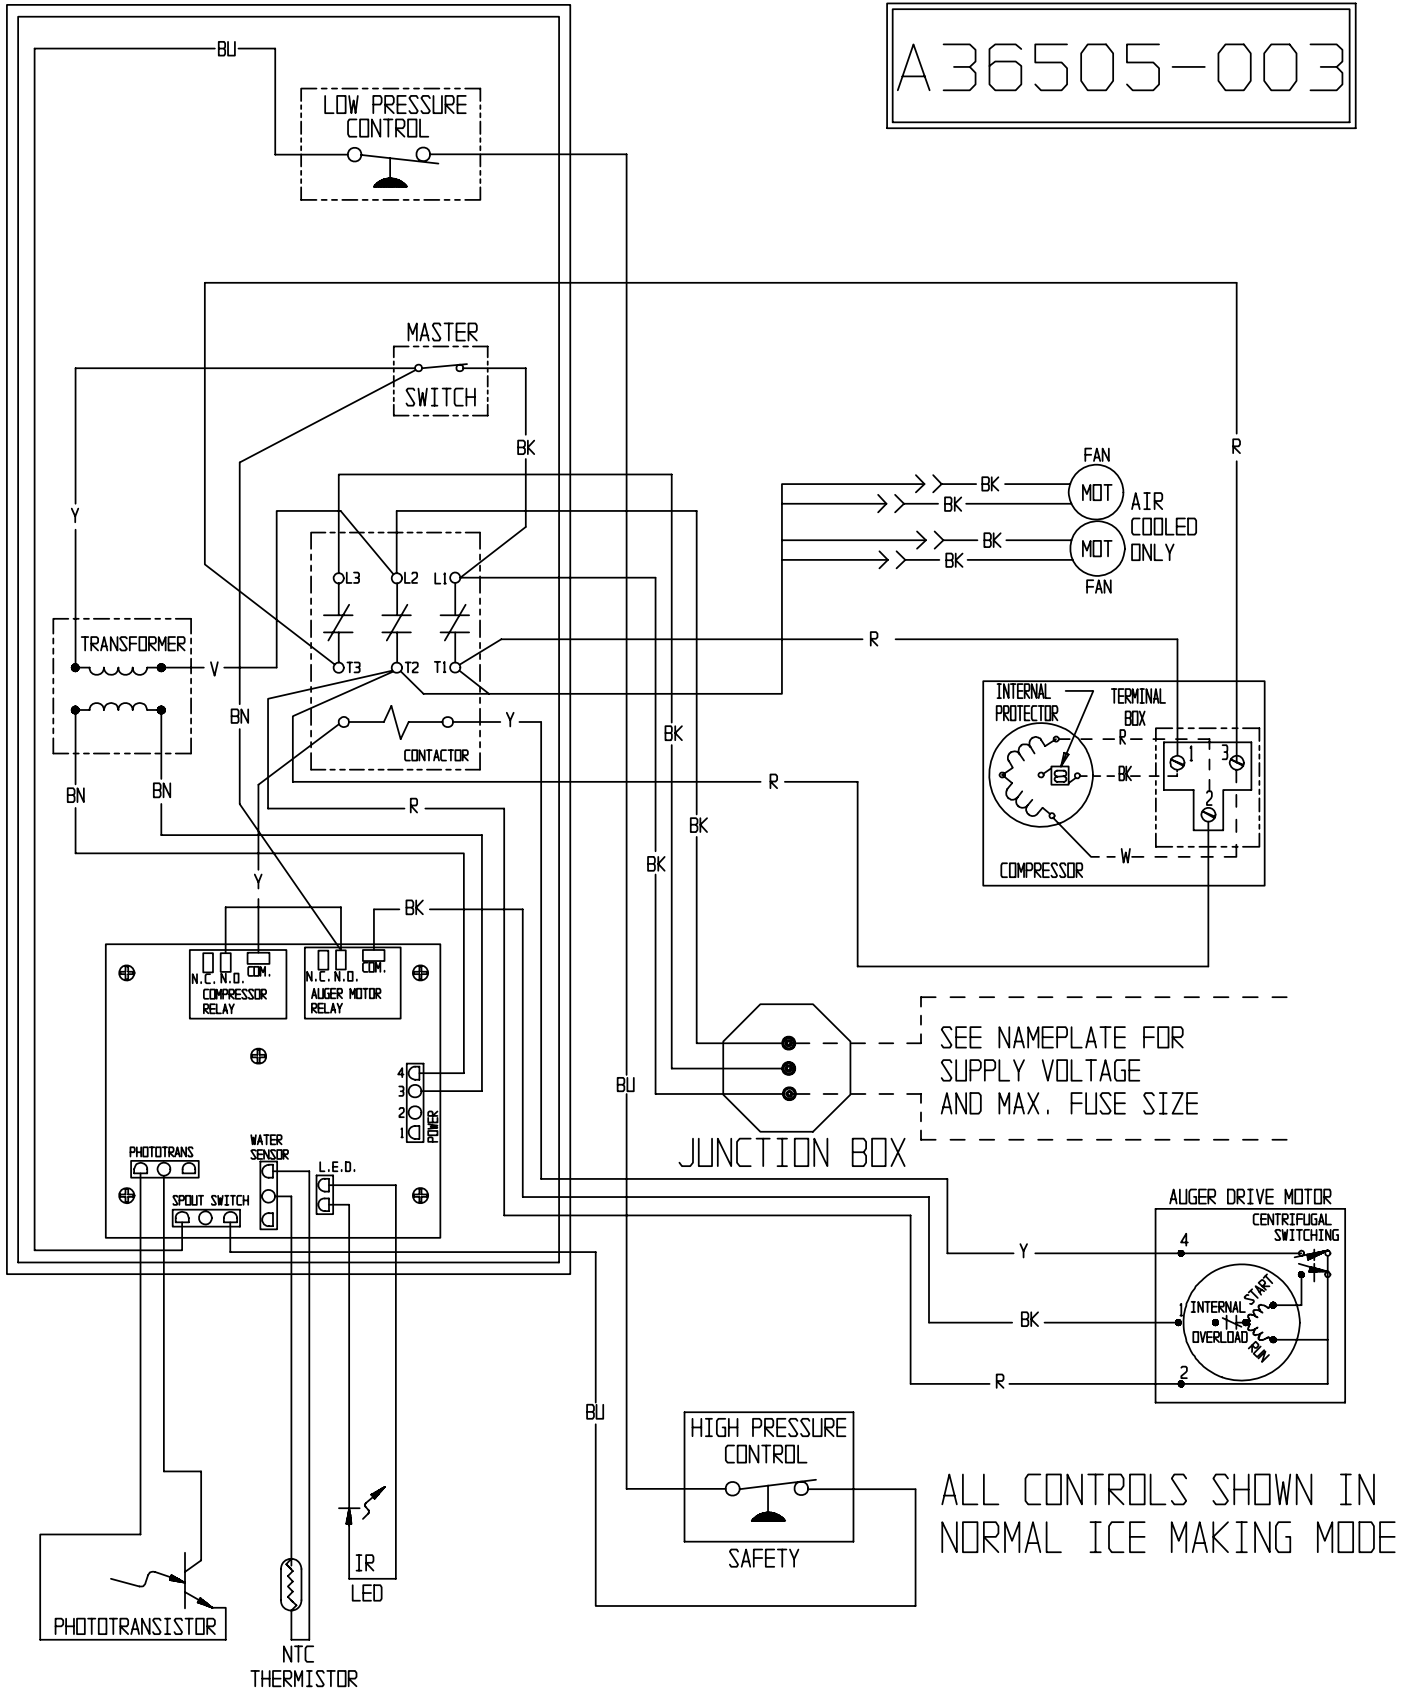 A36505-003
BU
LOW PRESSURE
CONTROL
MASTER
SWITCH
BK
R
Y
FAN
MOT
BK
BK
AIR
COOLED
ONLY
BK
MOT
BK
FAN
L3 L2 L1
TRANSFORMER
V
T3 T2 T1
R
BN
Y
CONTACTOR
BK
INTERNAL
PROTECTOR
TERMINAL
BOX
R
1
3
BK
2
W
COMPRESSOR
BN
BN
R
R
BK
BK
Y
BK
N.C. N.O.
COM.
COMPRESSOR
RELAY
N.C. N.O.
COM.
AUGER MOTOR
RELAY
SEE NAMEPLATE FOR
SUPPLY VOLTAGE
AND MAX. FUSE SIZE
JUNCTION BOX
BU
4
3
2
1
POWER
PHOTOTRANS
WATER
SENSOR
L.E.D.
SPOUT SWITCH
AUGER DRIVE MOTOR
CENTRIFUGAL
SWITCHING
4
Y
START
1
INTERNAL
BK
OVERLOAD
RUN
2
R
BU
HIGH PRESSURE
CONTROL
SAFETY
ALL CONTROLS SHOWN IN
NORMAL ICE MAKING MODE
IR
LED
PHOTOTRANSISTOR
NTC
THERMISTOR